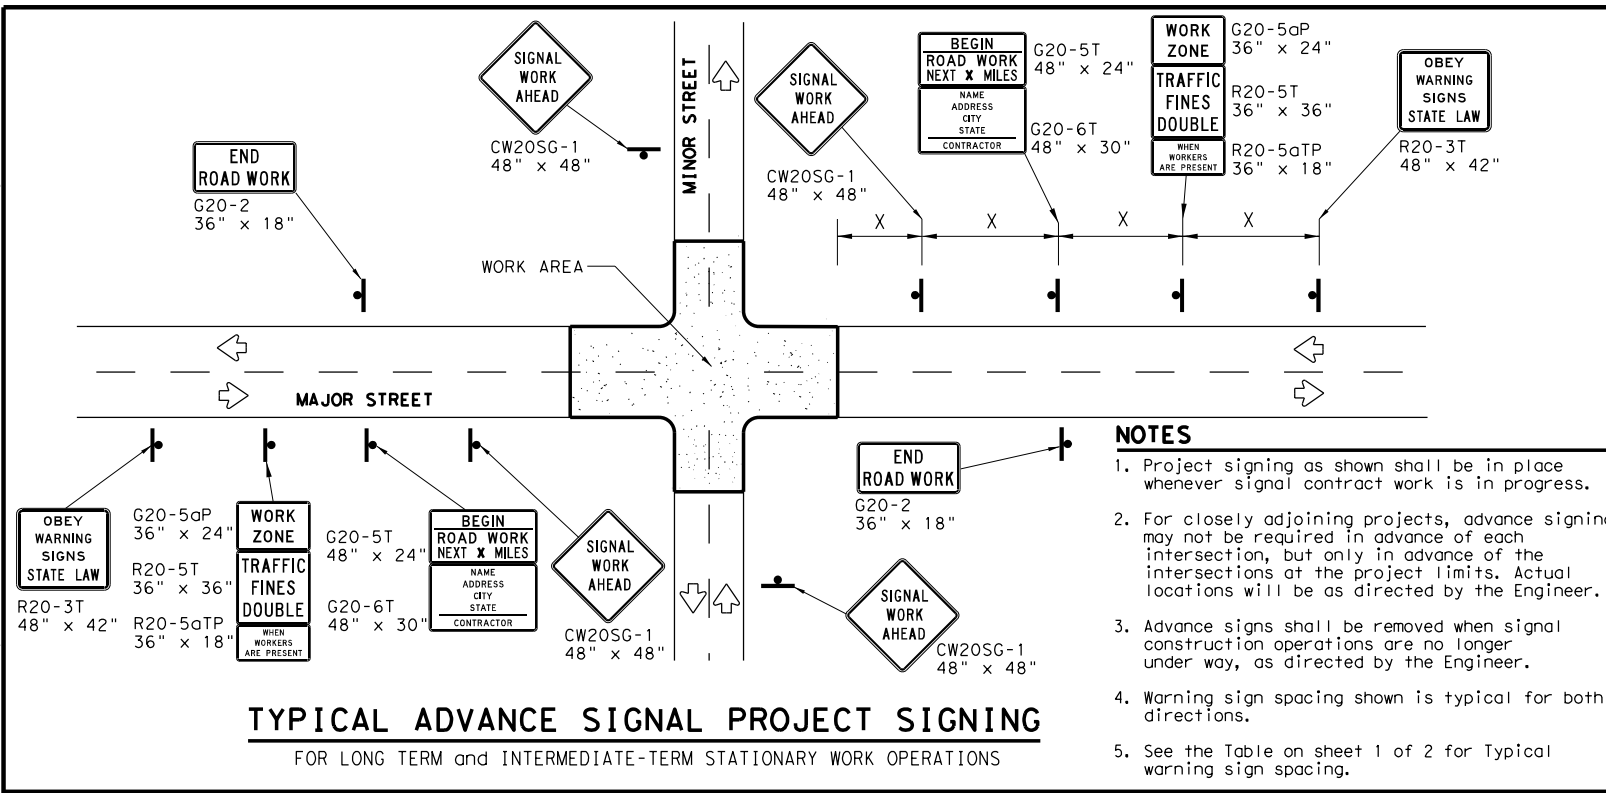 SIGNAL
WORK
AHEAD
CW20SG-1
48" x 48"
MINOR STREET
SIGNAL
WORK
AHEAD
CW20SG-1
48" x 48"
BEGIN
ROAD WORK
NEXT X MILES
NAME
ADDRESS
CITY
STATE
CONTRACTOR
G20-5T
48" x 24"
G20-6T
48" x 30"
WORK
ZONE
TRAFFIC
FINES
DOUBLE
WHEN
WORKERS
ARE PRESENT
G20-5aP
36" x 24"
R20-5T
36" x 36"
R20-5aTP
36" x 18"
OBEY
WARNING
SIGNS
STATE LAW
R20-3T
48" x 42"
END
ROAD WORK
G20-2
36" x 18"
X X X X
WORK AREA
MAJOR STREET
OBEY
WARNING
SIGNS
STATE LAW
R20-3T
48" x 42"
G20-5aP
36" x 24"
R20-5T
36" x 36"
R20-5aTP
36" x 18"
WORK
ZONE
TRAFFIC
FINES
DOUBLE
WHEN
WORKERS
ARE PRESENT
G20-5T
48" x 24"
G20-6T
48" x 30"
BEGIN
ROAD WORK
NEXT X MILES
NAME
ADDRESS
CITY
STATE
CONTRACTOR
SIGNAL
WORK
AHEAD
CW20SG-1
48" x 48"
END
ROAD WORK
G20-2
36" x 18"
SIGNAL
WORK
AHEAD
CW20SG-1
48" x 48"
TYPICAL ADVANCE SIGNAL PROJECT SIGNING
FOR LONG TERM and INTERMEDIATE-TERM STATIONARY WORK OPERATIONS
NOTES
1. Project signing as shown shall be in place
whenever signal contract work is in progress.
2. For closely adjoining projects, advance signing
may not be required in advance of each
intersection, but only in advance of the
intersections at the project limits. Actual
locations will be as directed by the Engineer.
3. Advance signs shall be removed when signal
construction operations are no longer
under way, as directed by the Engineer.
4. Warning sign spacing shown is typical for both
directions.
5. See the Table on sheet 1 of 2 for Typical
warning sign spacing.